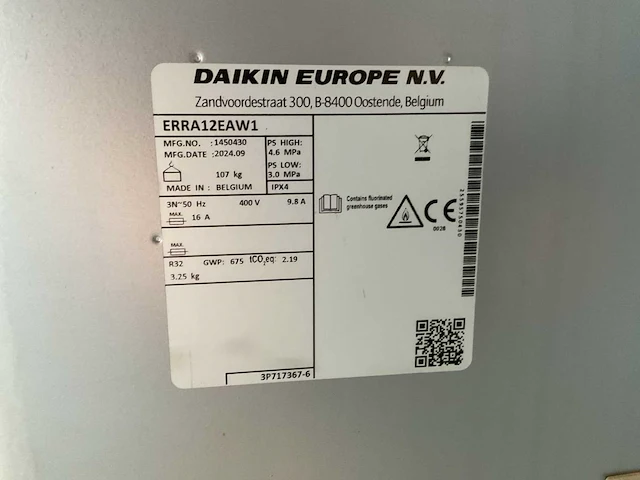 DAIKIN EUROPE N.V.
Zandvoordestraat 300, B-8400 Oostende, Belgium
ERRA12EAW1
MFG.NO. :1450430
MFG.DATE :2024.09
PS HIGH:
4.6 MPa
107 kg
PS LOW:
3.0 MPa
MADE IN : BELGIUM
IPX4
3N~50 Hz 400 V 9.8 A
MAX. 16 A
MAX.
R32 GWP: 675 tCO₂eq: 2.19
3.25 kg
Contains fluorinated
greenhouse gases
CE
0028
3P717367-6